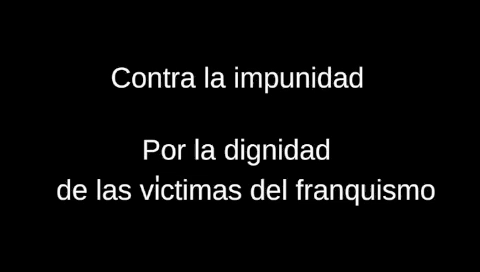 Contra la impunidad
Por la dignidad
de las víctimas del franquismo